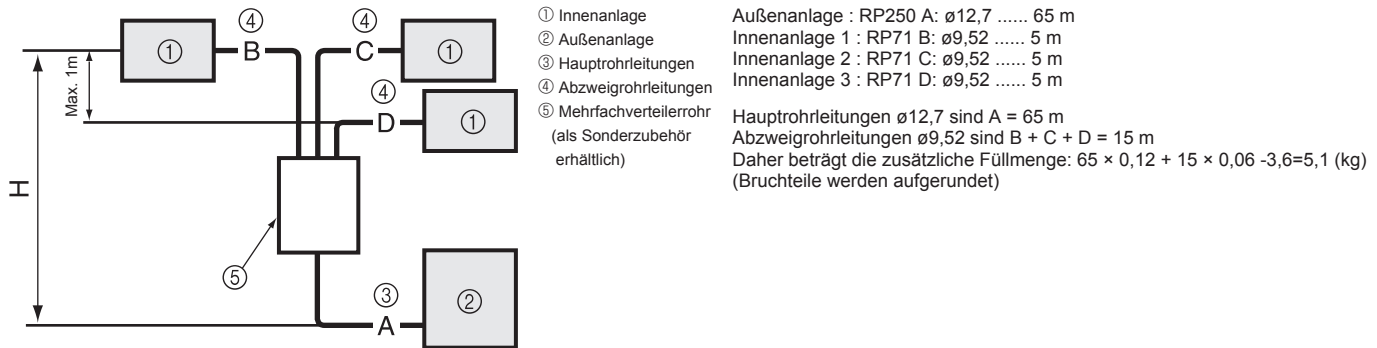 ④
④
①
B
C
①
Max. 1m
④
D
①
H
⑤
③
A
②
① Innenanlage
② Außenanlage
③ Hauptrohrleitungen
④ Abzweigrohrleitungen
⑤ Mehrfachverteilerrohr
(als Sonderzubehör
erhältlich)
Außenanlage : RP250 A: ø12,7 ...... 65 m
Innenanlage 1 : RP71 B: ø9,52 ...... 5 m
Innenanlage 2 : RP71 C: ø9,52 ...... 5 m
Innenanlage 3 : RP71 D: ø9,52 ...... 5 m
Hauptrohrleitungen ø12,7 sind A = 65 m
Abzweigrohrleitungen ø9,52 sind B + C + D = 15 m
Daher beträgt die zusätzliche Füllmenge: 65 × 0,12 + 15 × 0,06 -3,6=5,1 (kg)
(Bruchteile werden aufgerundet)